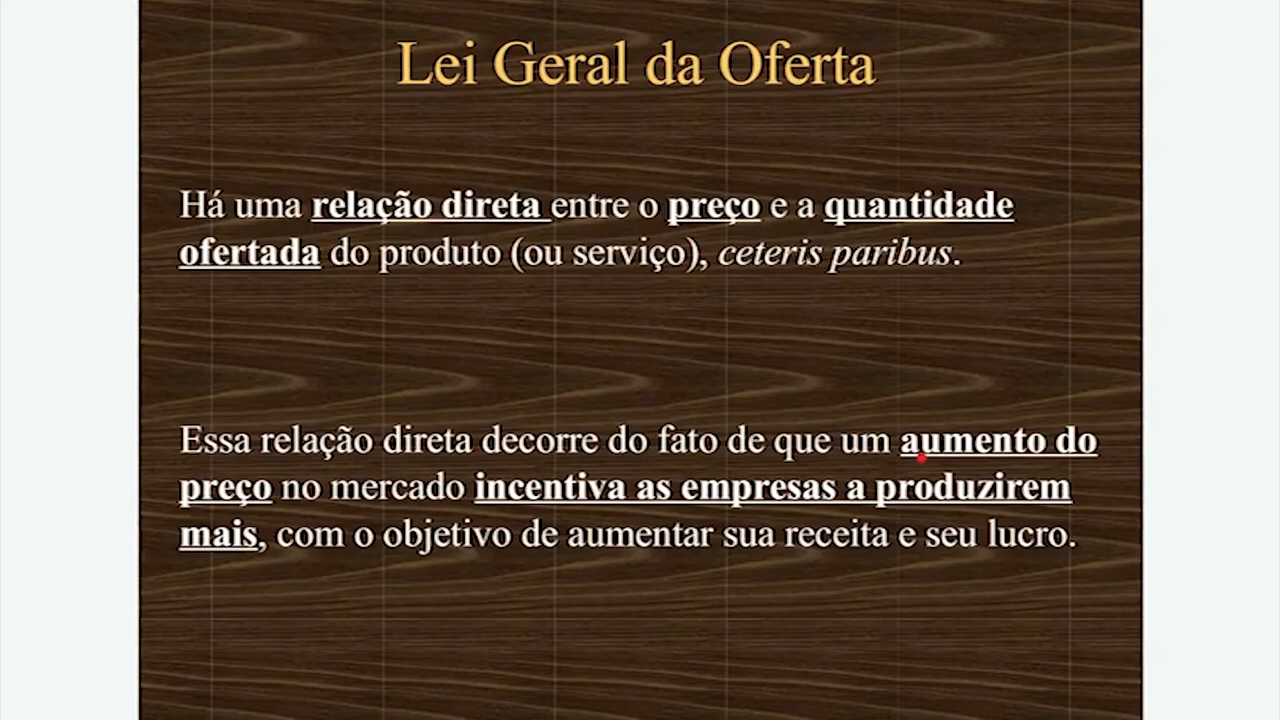 Lei Geral da Oferta
Há uma relação direta entre o preço e a quantidade
ofertada do produto (ou serviço), ceteris paribus.
Essa relação direta decorre do fato de que um aumento do
preço no mercado incentiva as empresas a produzirem
mais, com o objetivo de aumentar sua receita e seu lucro.